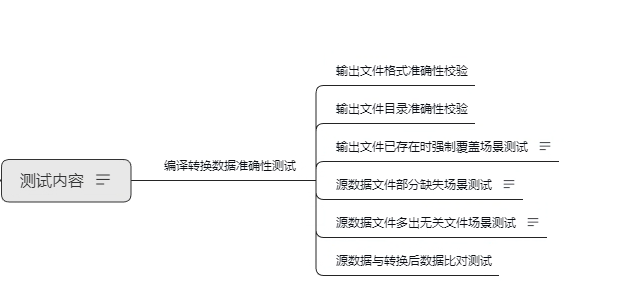 测试内容
编译转换数据准确性测试
输出文件格式准确性校验
输出文件目录准确性校验
输出文件已存在时强制覆盖场景测试
源数据文件部分缺失场景测试
源数据文件多出无关文件场景测试
源数据与转换后数据比对测试